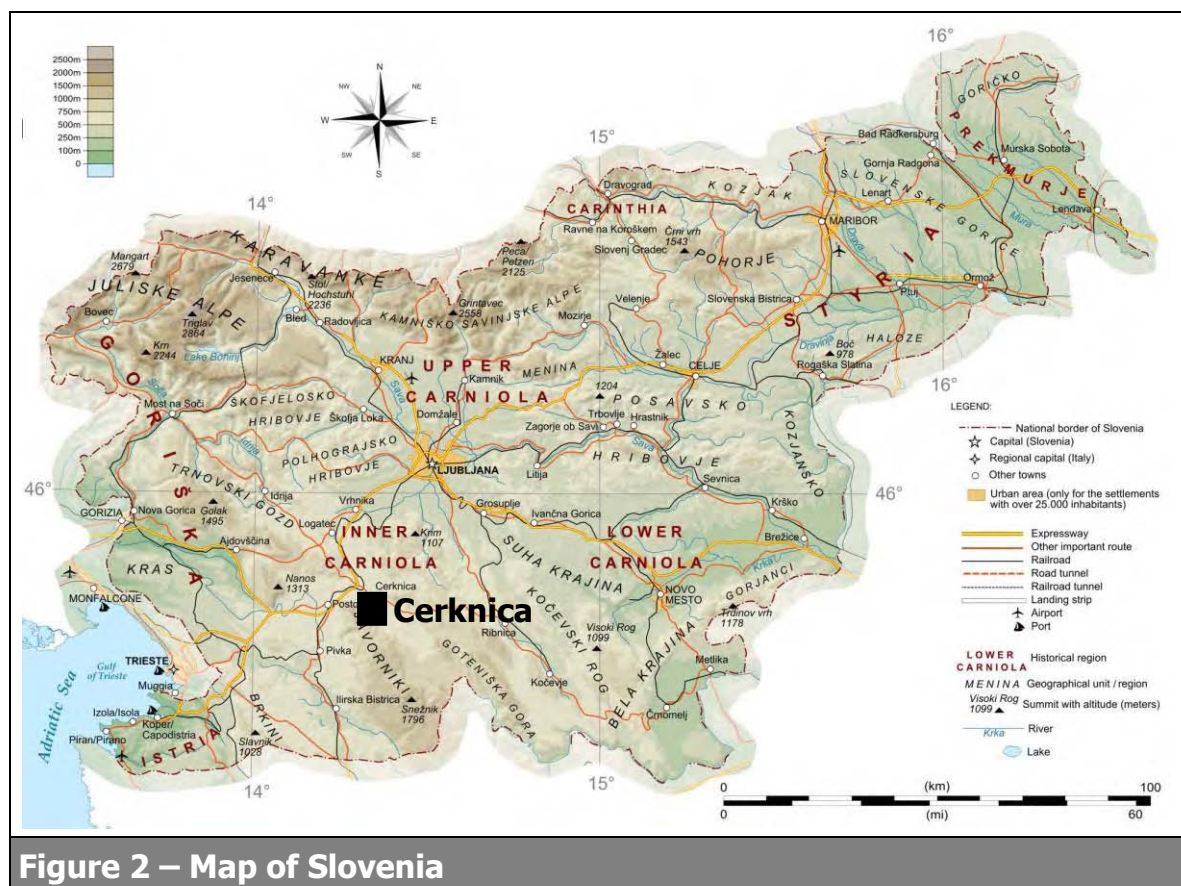 16°
2500m
2000m
1500m
1000m
750m
500m
250m
100m
0
N
NW
NE
W
E
SW
SE
S
15°
14°
GORIČKO
PREKMURJE
Bad Radkersburg
Murska Sobota
Gornja Radgona
SLOVENSKE GORICE
Lenart
Lendava
Mura
Dravograd
KOZJAK
CARINTHIA
Ravne na Koroškem
MARIBOR
Črni vrh
1543
Slovenj Gradec
POHORJE
Drava
STYRIA
KARAVANKE
Peca/
Petzen
2125
Mangart
2679
Jesenece
Stol/
Hochstuhl
2236
JULISKE ALPE
Grintavec
2558
Velenje
Slovenska Bistrica
Ormož
Ptuj
Bovec
Triglav
2864
Bled
Radovljica
KAMNIŠKO SAVINJSKE ALPE
Mozirje
Dravinja
HALOZE
Krn
2244
Lake Bohinj
Boč
978
KRANJ
UPPER
CARNIOLA
MENINA
Žalec
CELJE
Rogaška Slatina
Kamnik
16°
GORIŠKA
Soča
Sava
1204
POSAVSKO
HRIBOVJE
Most na Soči
ŠKOFJELOSKO
HRIBOVJE
Škofja Loka
Domžale
Trbovlje
Hrastnik
Zagorje ob Savi
KOZJANSKO
Idrija
POLHOGRAJSKO
HRIBOVJE
LJUBLJANA
Litija
Sava
TRNOVSKI GOZD
Idrija
Sevnica
46°
46°
Vrhnika
Golak
1495
Grosuplje
Krško
GORIZIA
Nova Gorica
Logatec
Ivančna Gorica
INNER
CARNIOLA
Krim
1107
LOWER
CARNIOLA
Brežice
Ajdovščina
SUHA KRAJINA
Krka
KRAS
Nanos
1313
Cerknica
NOVO
MESTO
GORJANCI
MONFALCONE
Posto
Cerknica
KOČEVSKI ROG
Trdinov vrh
1178
Ribnica
Visoki Rog
1099
JAVORNIKI
TRIESTE
Gulf
of Trieste
Pivka
GOTENIŠKA GORA
BELA KRAJINA
Metlika
Muggia
Kočevje
Adriatic Sea
BRKINI
Ilirska Bistrica
Snežnik
1796
Črnomelj
Izola/Isola
Koper/
Capodistria
Piran/Pirano
ISTRIA
Slavnik
1028
14°
15°
LEGEND:
National border of Slovenia
Capital (Slovenia)
Regional capital (Italy)
Other towns
Urban area (only for the settlements
with over 25.000 inhabitants)
Expressway
Other important route
Railroad
Road tunnel
Railroad tunnel
Landing strip
Airport
Port
LOWER
CARNIOLA
Historical region
MENINA
Geographical unit / region
Visoki Rog
1099
Summit with altitude (meters)
Krka
River
Lake
0
(km)
100
0
(mi)
60
Figure 2 – Map of Slovenia